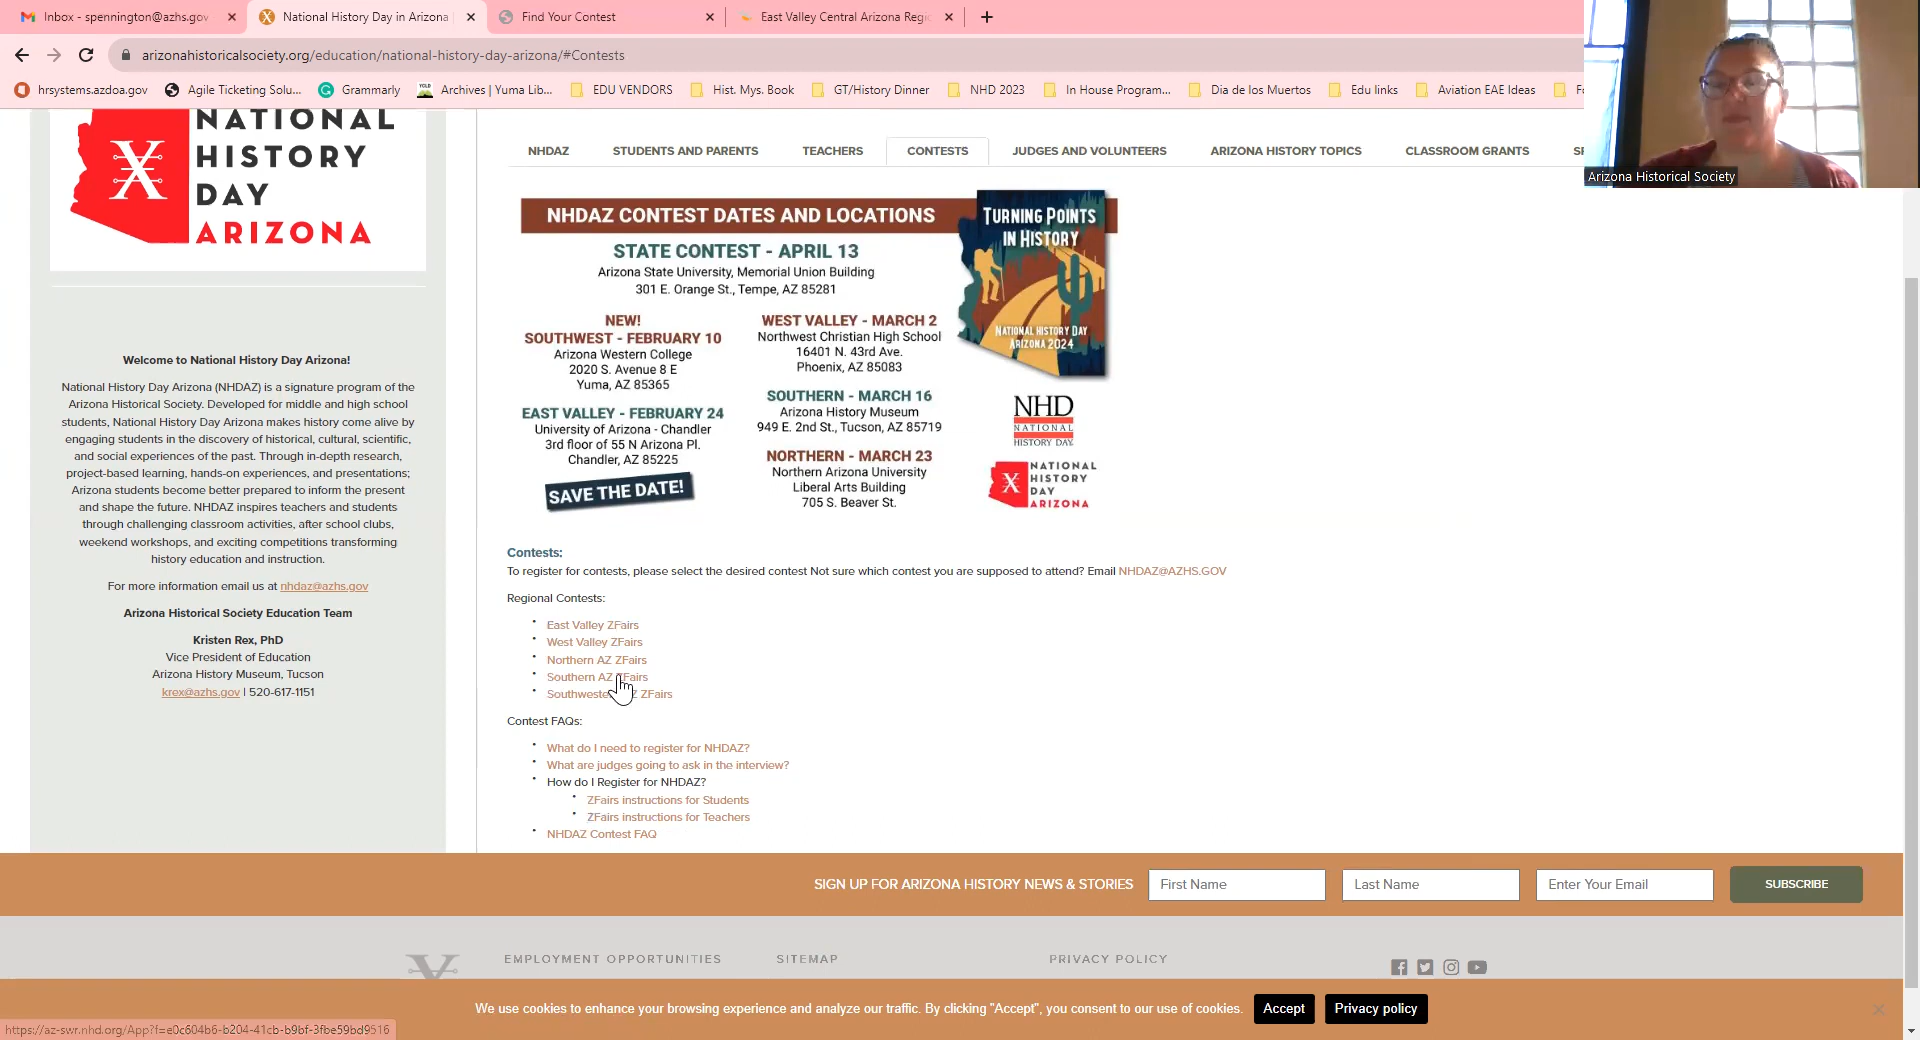 Inbox - spennington@azhs.gov
National History Day in Arizona
Find Your Contest
East Valley Central Arizona Regi
arizonahistoricalsociety.org/education/national-history-day-arizona/#Contests
hrsystems.azdoa.gov
Agile Ticketing Solu...
Grammarly
Archives | Yuma Lib...
EDU VENDORS
Hist. Mys. Book
GT/History Dinner
NHD 2023
In House Program...
Dia de los Muertos
Edu links
Aviation EAE Ideas
Arizona Historical Society
NATIONAL
HISTORY
DAY
ARIZONA
NHDAZ
STUDENTS AND PARENTS
TEACHERS
CONTESTS
JUDGES AND VOLUNTEERS
ARIZONA HISTORY TOPICS
CLASSROOM GRANTS
NHDAZ CONTEST DATES AND LOCATIONS
STATE CONTEST - APRIL 13
Arizona State University, Memorial Union Building
301 E. Orange St., Tempe, AZ 85281
NEW!
SOUTHWEST - FEBRUARY 10
Arizona Western College
2020 S. Avenue 8 E
Yuma, AZ 85365
EAST VALLEY - FEBRUARY 24
University of Arizona - Chandler
3rd floor of 55 N Arizona Pl.
Chandler, AZ 85225
SAVE THE DATE!
WEST VALLEY - MARCH 2
Northwest Christian High School
16401 N. 43rd Ave.
Phoenix, AZ 85083
SOUTHERN - MARCH 16
Arizona History Museum
949 E. 2nd St., Tucson, AZ 85719
NORTHERN - MARCH 23
Northern Arizona University
Liberal Arts Building
705 S. Beaver St.
TURNING POINTS
IN HISTORY
NATIONAL HISTORY DAY
ARIZONA 2024
NHD
NATIONAL
HISTORY DAY
NATIONAL
HISTORY
DAY
ARIZONA
Welcome to National History Day Arizona!
National History Day Arizona (NHDAZ) is a signature program of the
Arizona Historical Society. Developed for middle and high school
students, National History Day Arizona makes history come alive by
engaging students in the discovery of historical, cultural, scientific,
and social experiences of the past. Through in-depth research,
project-based learning, hands-on experiences, and presentations;
Arizona students become better prepared to inform the present
and shape the future. NHDAZ inspires teachers and students
through challenging classroom activities, after school clubs,
weekend workshops, and exciting competitions transforming
history education and instruction.
For more information email us at nhdaz@azhs.gov
Arizona Historical Society Education Team
Kristen Rex, PhD
Vice President of Education
Arizona History Museum, Tucson
krex@azhs.gov | 520-617-1151
Contests:
To register for contests, please select the desired contest Not sure which contest you are supposed to attend? Email NHDAZ@AZHS.GOV
Regional Contests:
East Valley ZFairs
West Valley ZFairs
Northern AZ ZFairs
Southern AZ ZFairs
ZFairs
Contest FAQs:
What do I need to register for NHDAZ?
What are judges going to ask in the interview?
How do I Register for NHDAZ?
ZFairs instructions for Students
ZFairs instructions for Teachers
NHDAZ Contest FAQ
SIGN UP FOR ARIZONA HISTORY NEWS & STORIES
First Name
Last Name
Enter Your Email
SUBSCRIBE
EMPLOYMENT OPPORTUNITIES
SITEMAP
PRIVACY POLICY
We use cookies to enhance your browsing experience and analyze our traffic. By clicking "Accept", you consent to our use of cookies.
Accept
Privacy policy
https://az-swr.nhd.org/App?f=e0c604b6-b204-41cb-b9bf-3fbe59bd9516